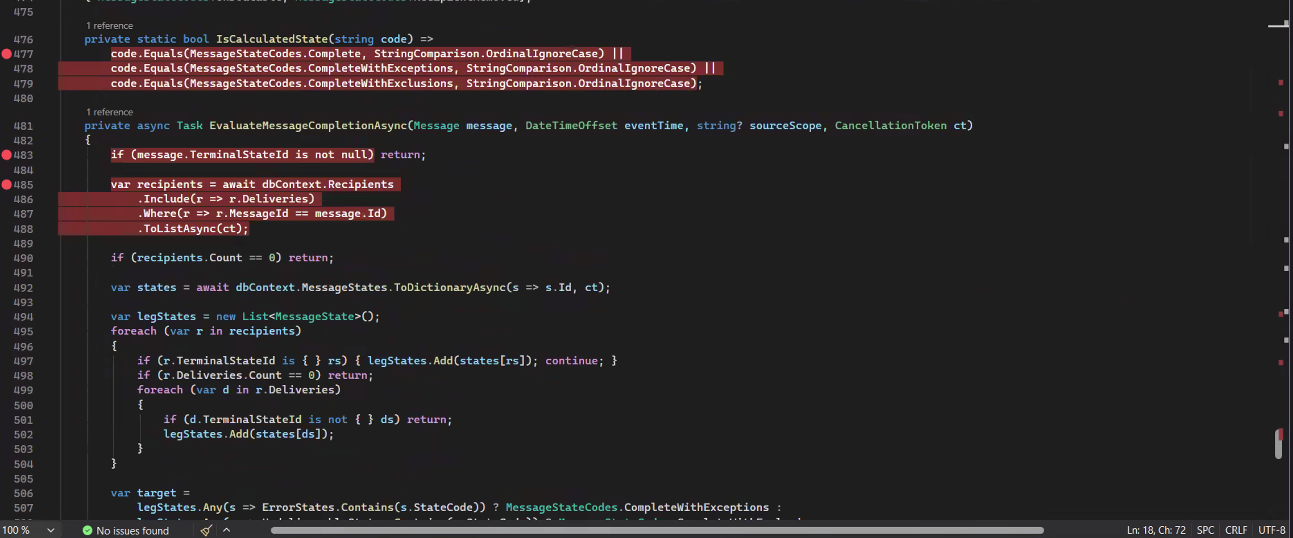 475
1 reference
476 private static bool IsCalculatedState(string code) =>
477 code.Equals(MessageStateCodes.Complete, StringComparison.OrdinalIgnoreCase) ||
478 code.Equals(MessageStateCodes.CompleteWithExceptions, StringComparison.OrdinalIgnoreCase) ||
479 code.Equals(MessageStateCodes.CompleteWithExclusions, StringComparison.OrdinalIgnoreCase);
480
1 reference
481 private async Task EvaluateMessageCompletionAsync(Message message, DateTimeOffset eventTime, string? sourceScope, CancellationToken ct)
482 {
483 if (message.TerminalStateId is not null) return;
484
485 var recipients = await dbContext.Recipients
486 .Include(r => r.Deliveries)
487 .Where(r => r.MessageId == message.Id)
488 .ToListAsync(ct);
489
490 if (recipients.Count == 0) return;
491
492 var states = await dbContext.MessageStates.ToDictionaryAsync(s => s.Id, ct);
493
494 var legStates = new List<MessageState>();
495 foreach (var r in recipients)
496 {
497 if (r.TerminalStateId is { } rs) { legStates.Add(states[rs]); continue; }
498 if (r.Deliveries.Count == 0) return;
499 foreach (var d in r.Deliveries)
500 {
501 if (d.TerminalStateId is not { } ds) return;
502 legStates.Add(states[ds]);
503 }
504 }
505
506 var target =
507 legStates.Any(s => ErrorStates.Contains(s.StateCode)) ? MessageStateCodes.CompleteWithExceptions :
100 % No issues found Ln: 18, Ch: 72 SPC CRLF UTF-8